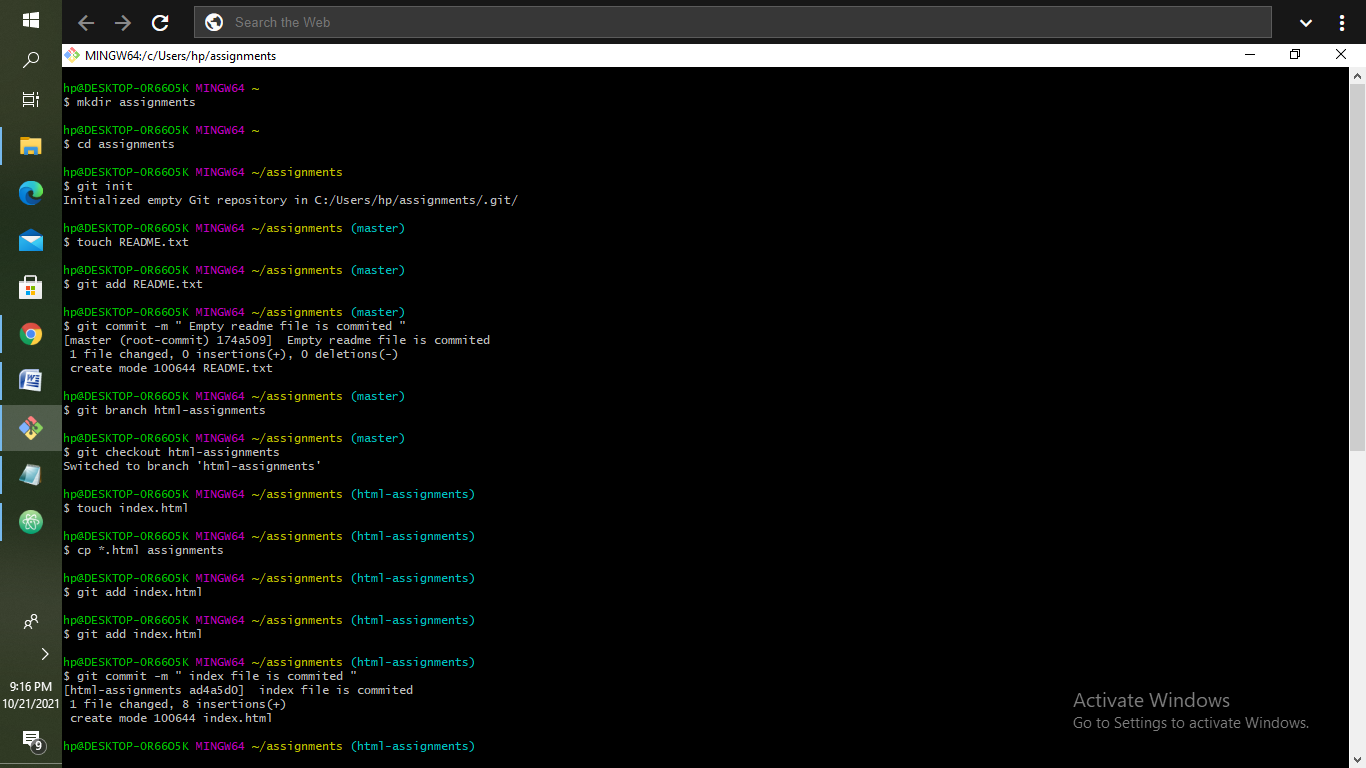 Search the Web
MINGW64:/c/Users/hp/assignments
hp@DESKTOP-OR66O5K MINGW64 ~
$ mkdir assignments
hp@DESKTOP-OR66O5K MINGW64 ~
$ cd assignments
hp@DESKTOP-OR66O5K MINGW64 ~/assignments
$ git init
Initialized empty Git repository in C:/Users/hp/assignments/.git/
hp@DESKTOP-OR66O5K MINGW64 ~/assignments (master)
$ touch README.txt
hp@DESKTOP-OR66O5K MINGW64 ~/assignments (master)
$ git add README.txt
hp@DESKTOP-OR66O5K MINGW64 ~/assignments (master)
$ git commit -m " Empty readme file is commited "
[master (root-commit) 174a509]  Empty readme file is commited
 1 file changed, 0 insertions(+), 0 deletions(-)
 create mode 100644 README.txt
hp@DESKTOP-OR66O5K MINGW64 ~/assignments (master)
$ git branch html-assignments
hp@DESKTOP-OR66O5K MINGW64 ~/assignments (master)
$ git checkout html-assignments
Switched to branch 'html-assignments'
hp@DESKTOP-OR66O5K MINGW64 ~/assignments (html-assignments)
$ touch index.html
hp@DESKTOP-OR66O5K MINGW64 ~/assignments (html-assignments)
$ cp *.html assignments
hp@DESKTOP-OR66O5K MINGW64 ~/assignments (html-assignments)
$ git add index.html
hp@DESKTOP-OR66O5K MINGW64 ~/assignments (html-assignments)
$ git add index.html
hp@DESKTOP-OR66O5K MINGW64 ~/assignments (html-assignments)
$ git commit -m " index file is commited "
[html-assignments ad4a5d0]  index file is commited
 1 file changed, 8 insertions(+)
 create mode 100644 index.html
hp@DESKTOP-OR66O5K MINGW64 ~/assignments (html-assignments)
9:16 PM
10/21/2021
9
Activate Windows
Go to Settings to activate Windows.